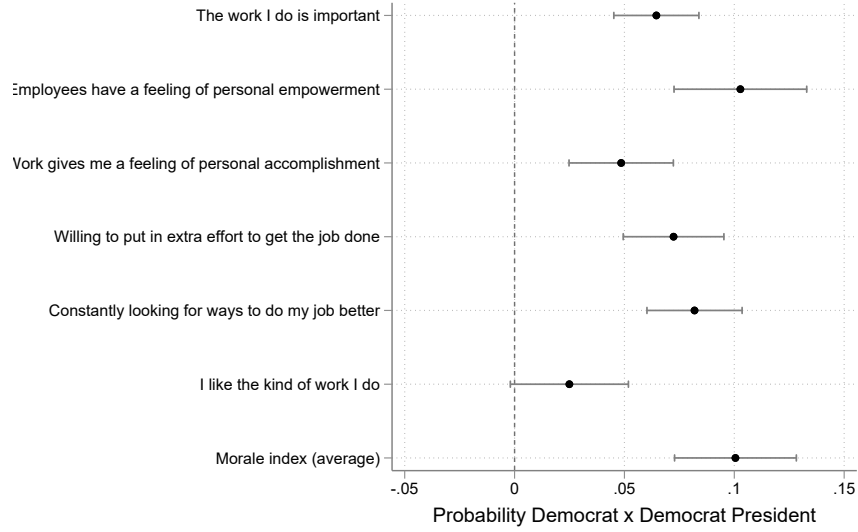 The work I do is important
Employees have a feeling of personal empowerment
Work gives me a feeling of personal accomplishment
Willing to put in extra effort to get the job done
Constantly looking for ways to do my job better
I like the kind of work I do
Morale index (average)
-.05 0 .05 .1 .15
Probability Democrat x Democrat President